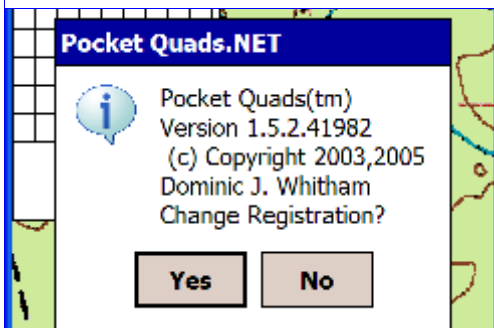 Pocket Quads.NET
Pocket Quads(tm)
Version 1.5.2.41982
(c) Copyright 2003,2005
Dominic J. Whitham
Change Registration?
Yes No